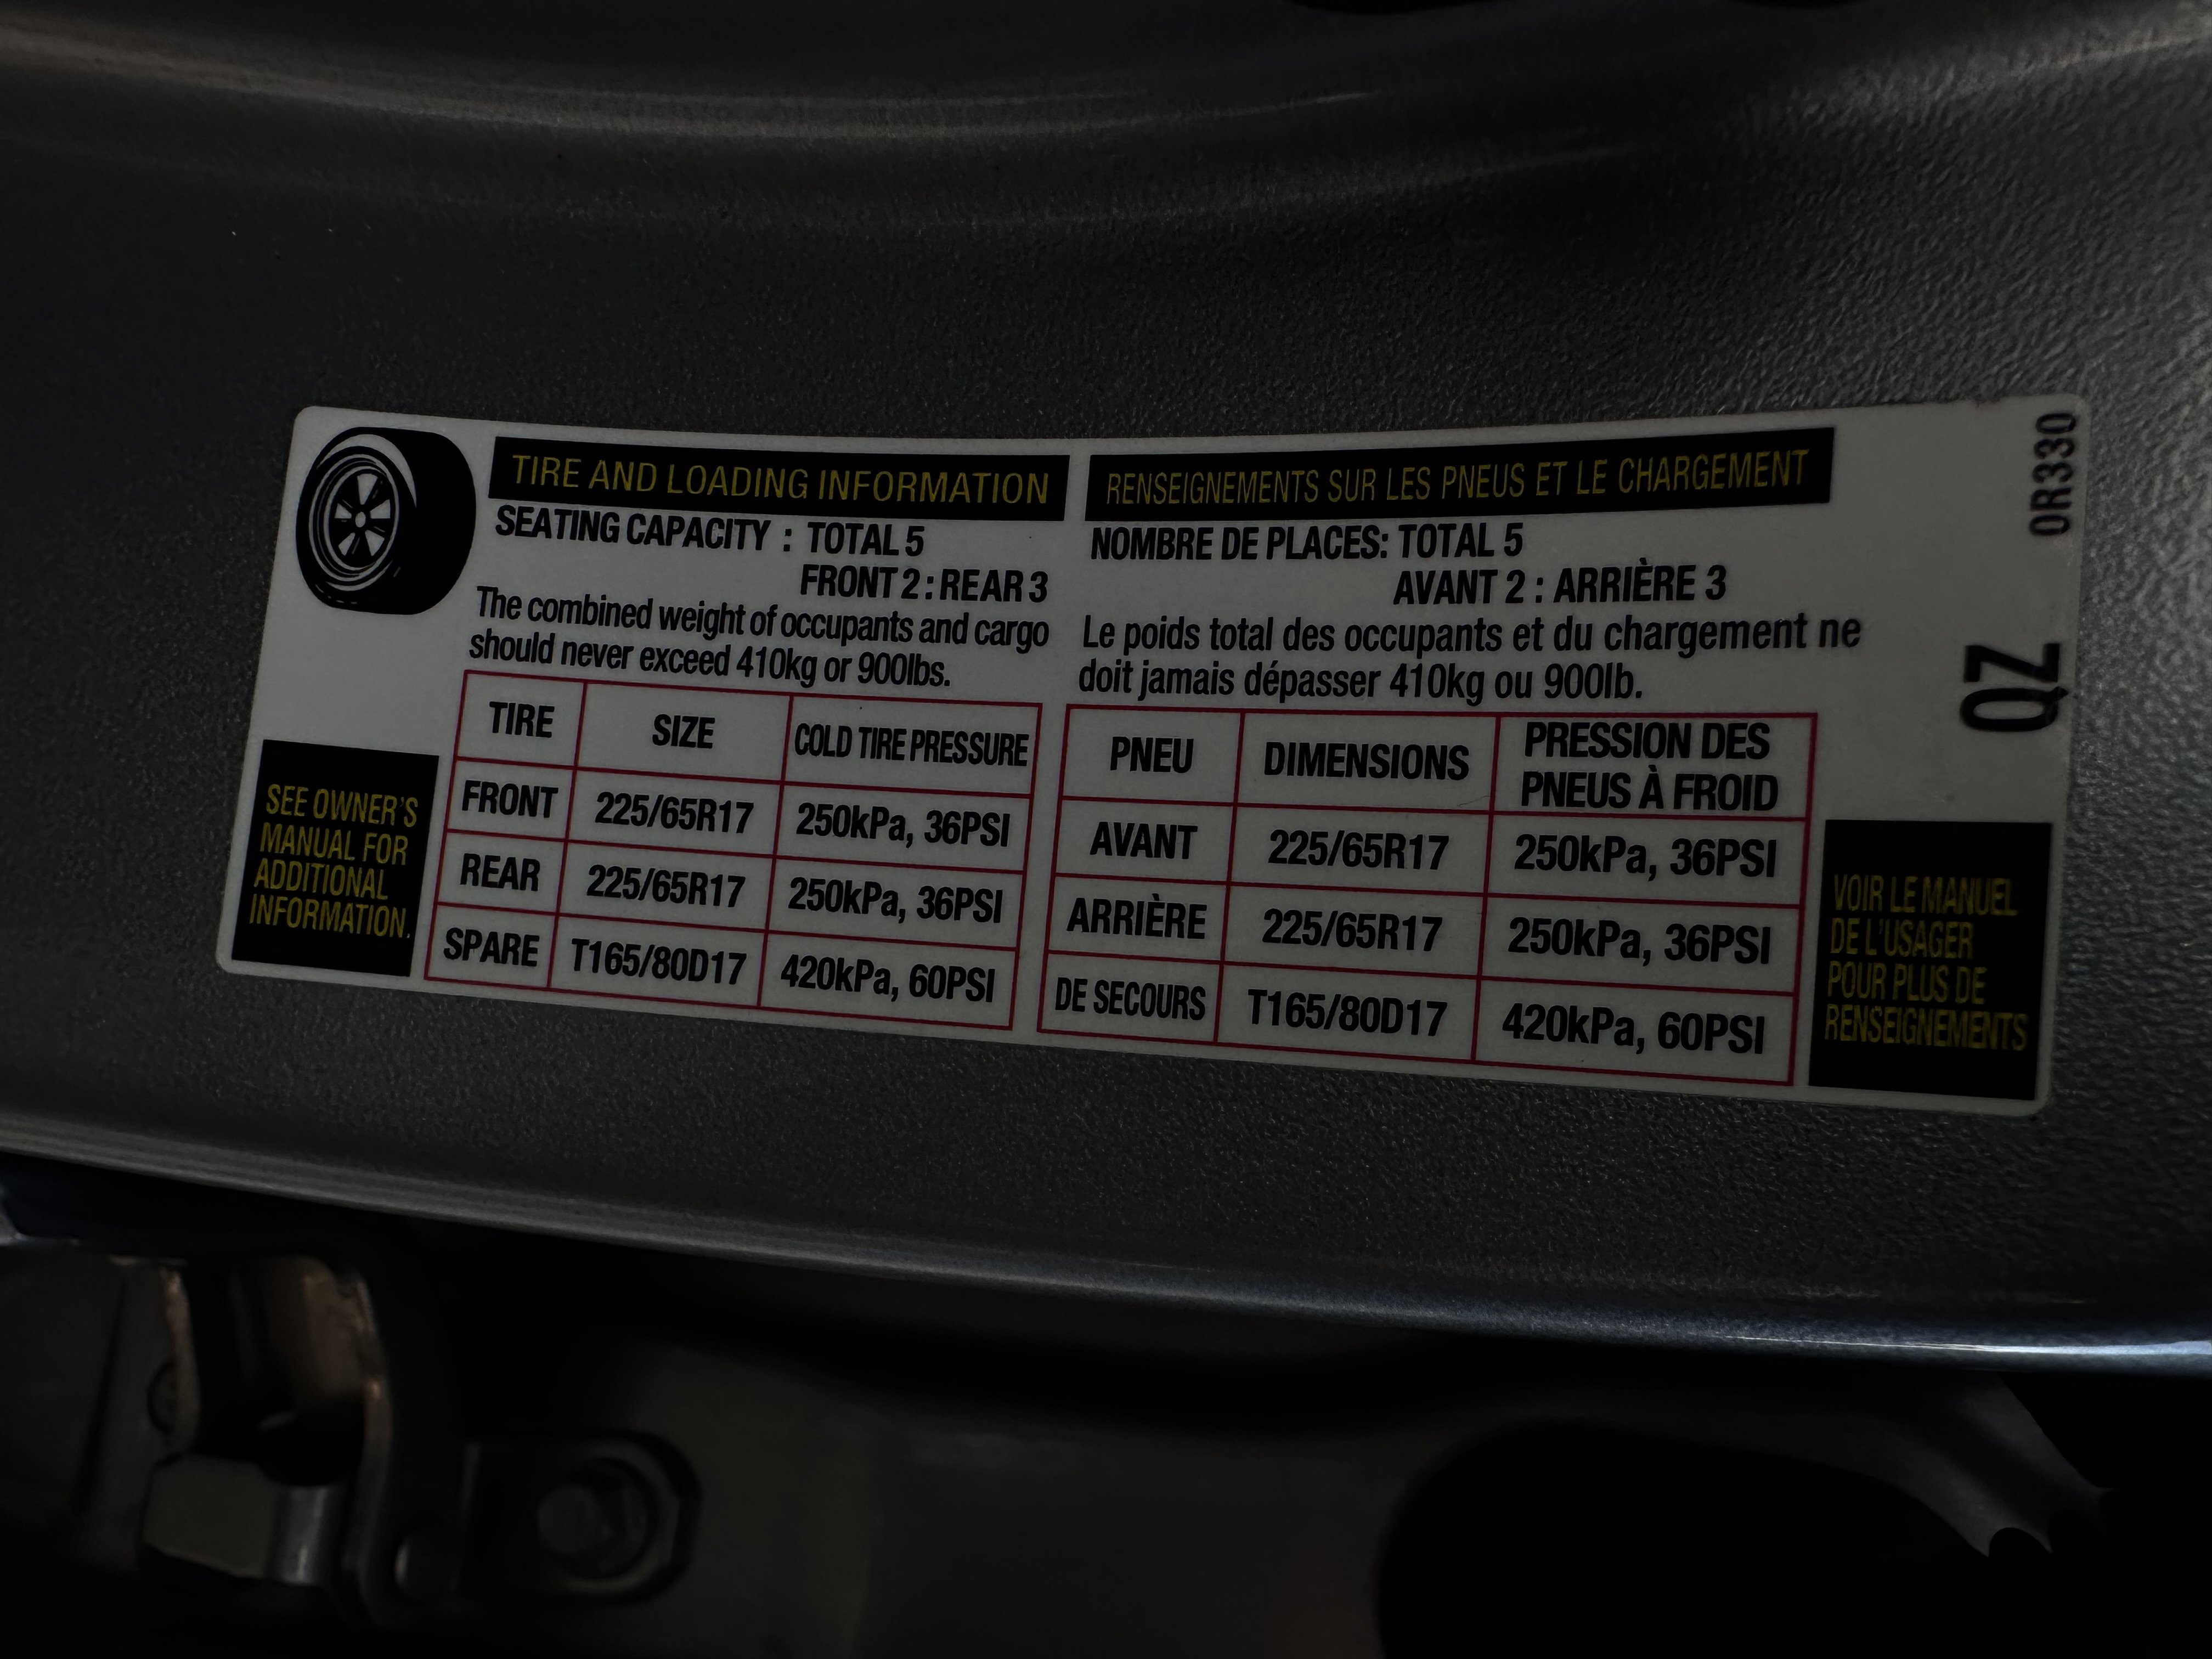 TIRE AND LOADING INFORMATION
SEATING CAPACITY : TOTAL 5
FRONT 2 : REAR 3
The combined weight of occupants and cargo
should never exceed 410kg or 900lbs.
TIRE SIZE COLD TIRE PRESSURE
FRONT 225/65R17 250kPa, 36PSI
REAR 225/65R17 250kPa, 36PSI
SPARE T165/80D17 420kPa, 60PSI
SEE OWNER'S
MANUAL FOR
ADDITIONAL
INFORMATION.
RENSEIGNEMENTS SUR LES PNEUS ET LE CHARGEMENT
NOMBRE DE PLACES: TOTAL 5
AVANT 2 : ARRIÈRE 3
Le poids total des occupants et du chargement ne
doit jamais dépasser 410kg ou 900lb.
PNEU DIMENSIONS PRESSION DES
PNEUS À FROID
AVANT 225/65R17 250kPa, 36PSI
ARRIÈRE 225/65R17 250kPa, 36PSI
DE SECOURS T165/80D17 420kPa, 60PSI
VOIR LE MANUEL
DE L'USAGER
POUR PLUS DE
RENSEIGNEMENTS
0R330
QZ